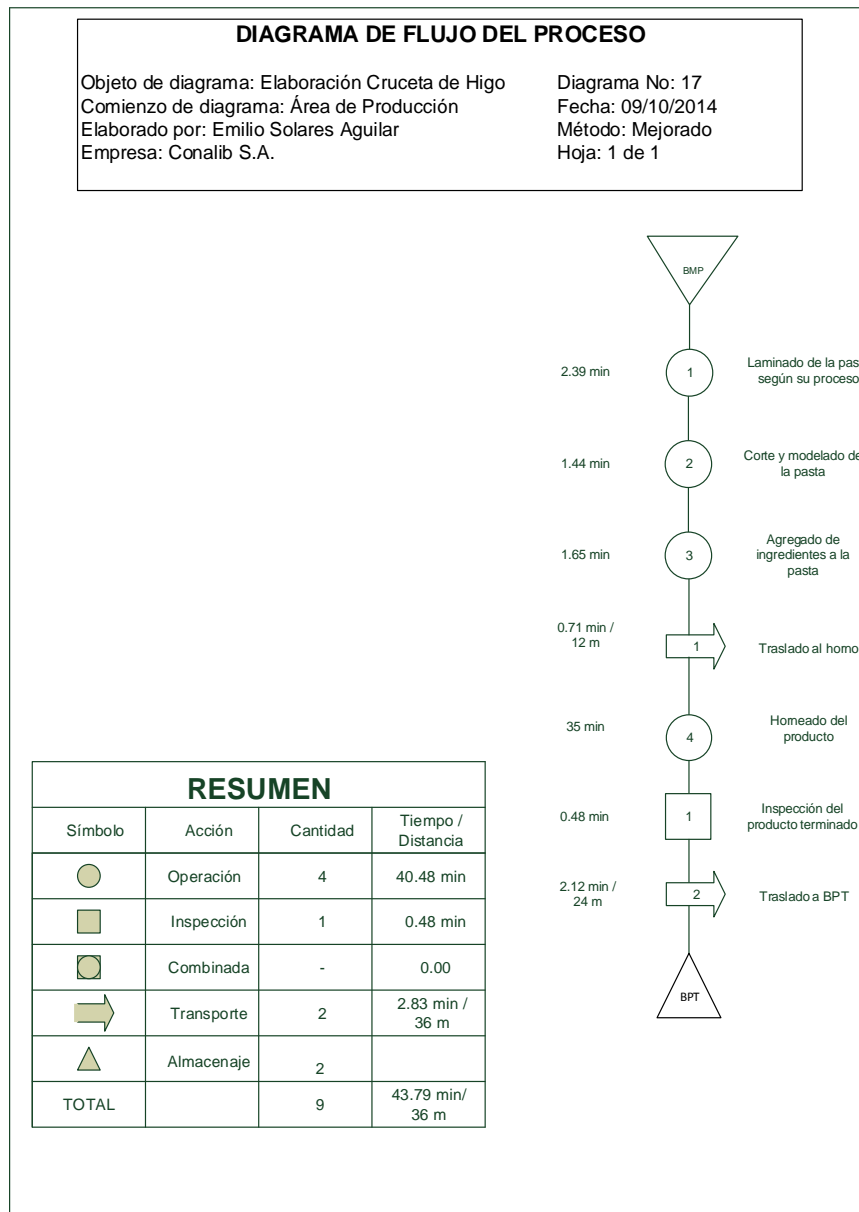 DIAGRAMA DE FLUJO DEL PROCESO
Objeto de diagrama: Elaboración Cruceta de Higo
Diagrama No: 17
Comienzo de diagrama: Área de Producción
Fecha: 09/10/2014
Elaborado por: Emilio Solares Aguilar
Método: Mejorado
Empresa: Conalib S.A.
Hoja: 1 de 1
BMP
2.39 min
1
Laminado de la pas
según su proceso
1.44 min
2
Corte y modelado de
la pasta
1.65 min
3
Agregado de
ingredientes a la
pasta
0.71 min /
12 m
1
Traslado al horno
35 min
4
Horneado del
producto
0.48 min
1
Inspección del
producto terminado
2.12 min /
24 m
2
Traslado a BPT
BPT
RESUMEN
Símbolo
Acción
Cantidad
Tiempo /
Distancia
Operación
4
40.48 min
Inspección
1
0.48 min
Combinada
-
0.00
Transporte
2
2.83 min /
36 m
Almacenaje
2
TOTAL
9
43.79 min/
36 m